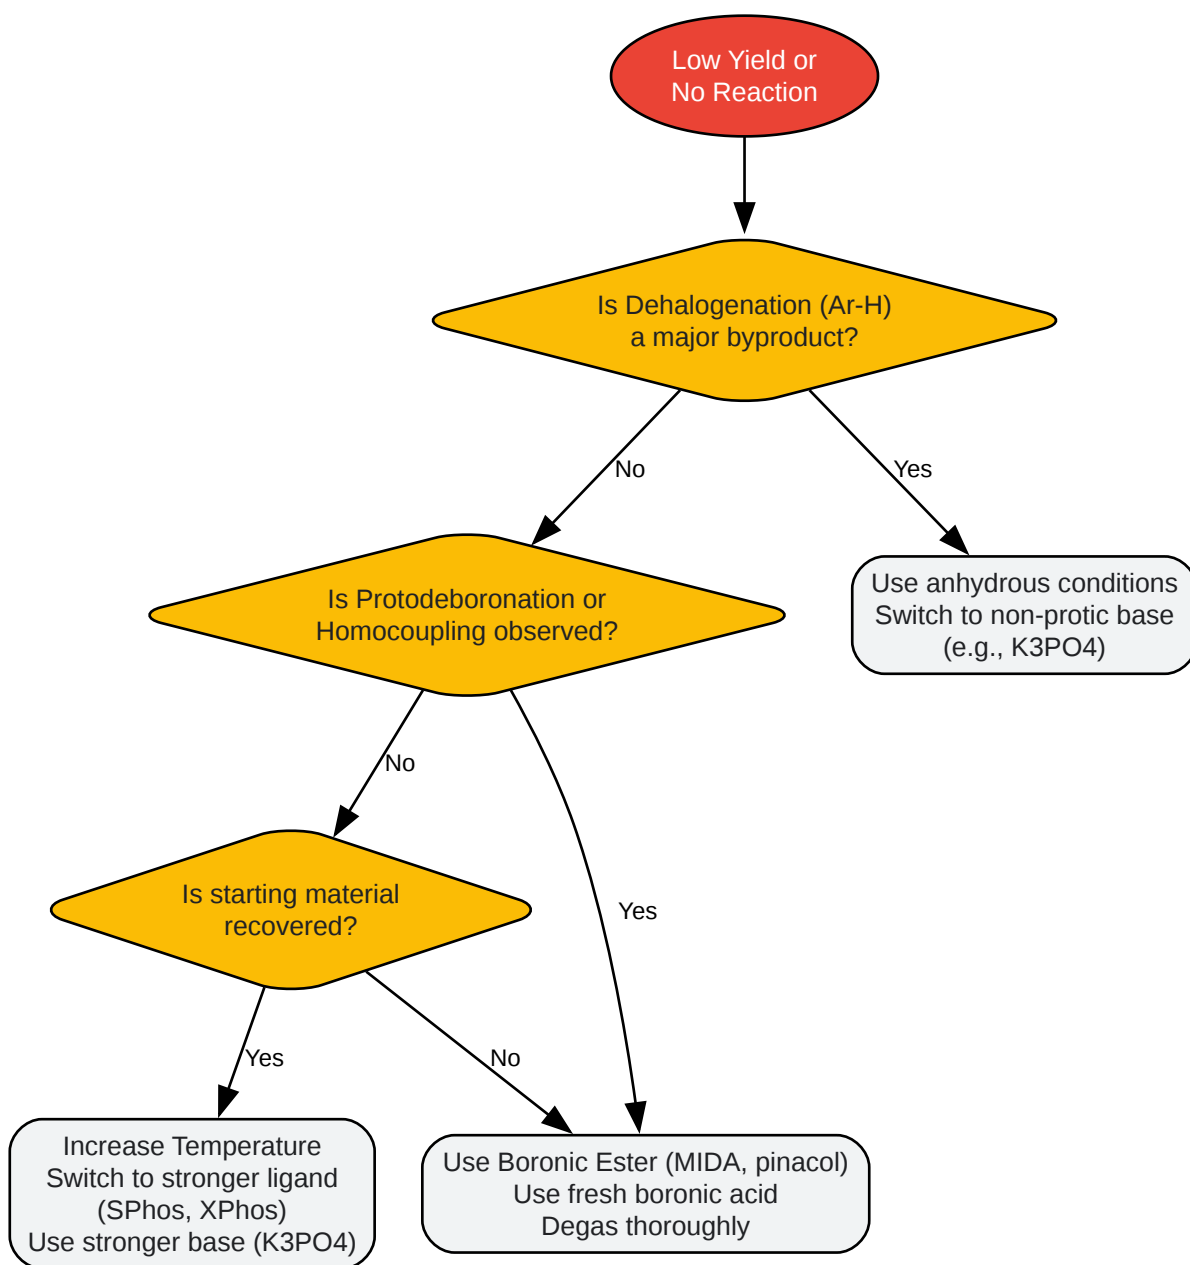 Low Yield or
No Reaction
Is Dehalogenation (Ar-H)
a major byproduct?
No
Yes
Use anhydrous conditions
Switch to non-protic base
(e.g., K3PO4)
Is Protodeboronation or
Homocoupling observed?
No
Yes
Is starting material
recovered?
Yes
No
Increase Temperature
Switch to stronger ligand
(SPhos, XPhos)
Use stronger base (K3PO4)
Use Boronic Ester (MIDA, pinacol)
Use fresh boronic acid
Degas thoroughly